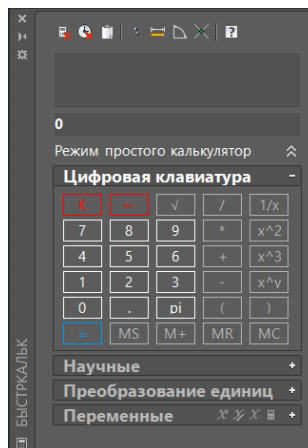 0
Режим простого калькулятор
Цифровая клавиатура -
К ← √ / 1/x
7 8 9 * x^2
4 5 6 + x^3
1 2 3 - x^y
0 . pi ( )
= MS M+ MR MC
Научные +
Преобразование единиц +
Переменные +
БЫСТРКАЛЬК